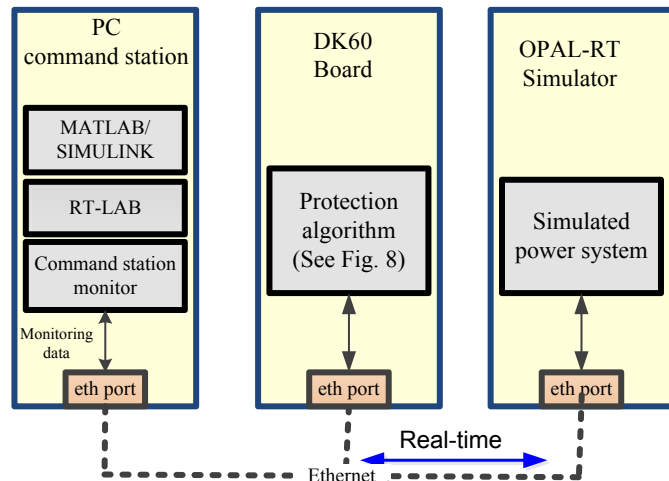 PC
command station
MATLAB/
SIMULINK
RT-LAB
Command station
monitor
Monitoring
data
eth port
DK60
Board
Protection
algorithm
(See Fig. 8)
eth port
OPAL-RT
Simulator
Simulated
power system
eth port
Real-time
Ethernet